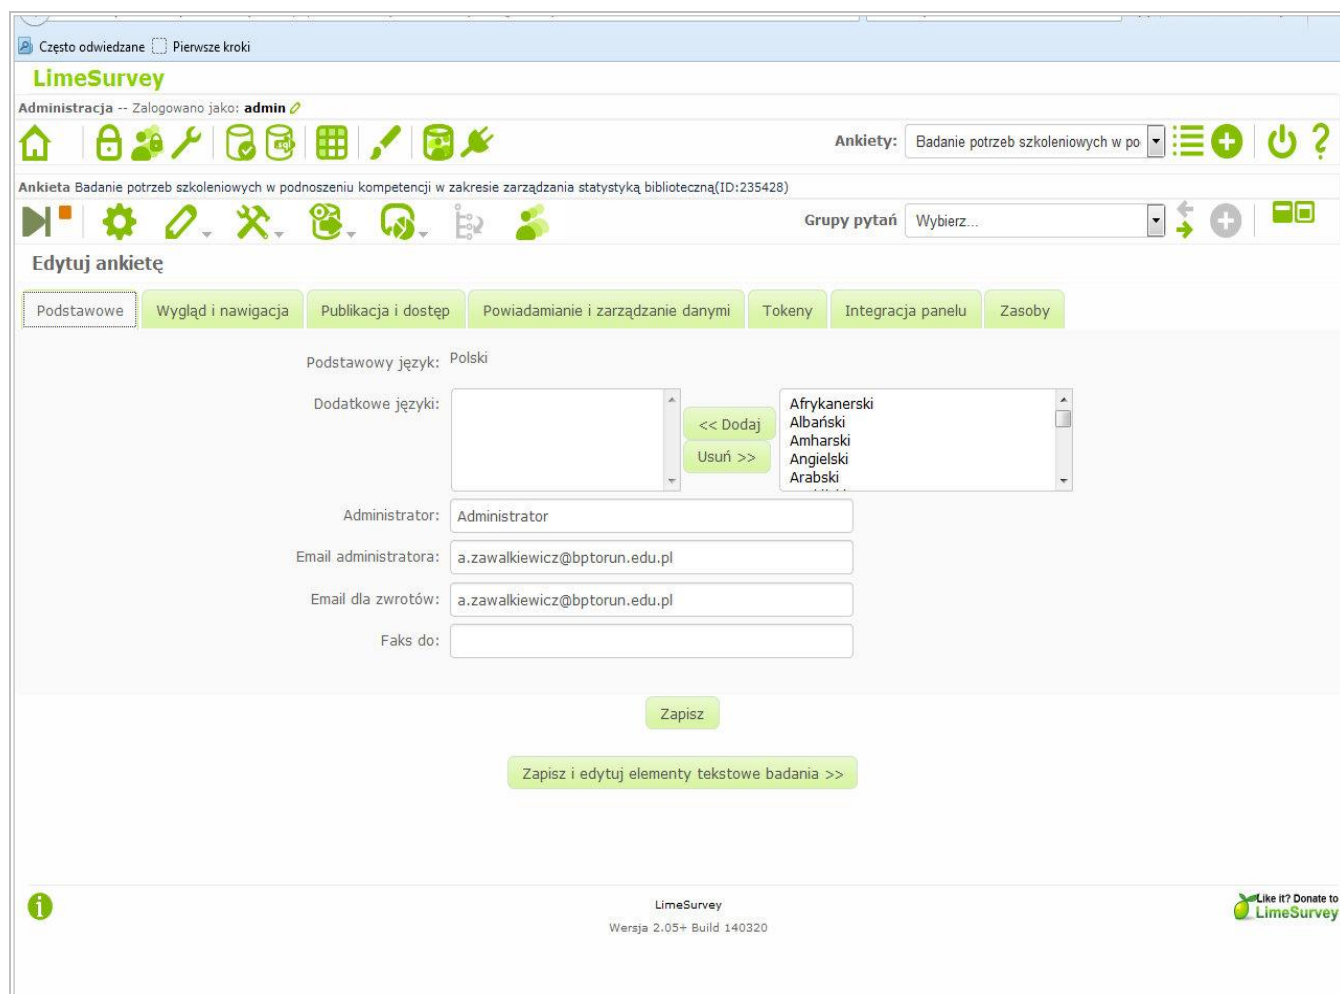 Często odwiedzane Pierwsze kroki
LimeSurvey
Administracja -- Zalogowano jako: admin
Ankiety: Badanie potrzeb szkoleniowych w po
Ankieta Badanie potrzeb szkoleniowych w podnoszeniu kompetencji w zakresie zarządzania statystyką biblioteczną(ID:235428)
Grupy pytań Wybierz...
Edytuj ankietę
Podstawowe Wygląd i nawigacja Publikacja i dostęp Powiadamianie i zarządzanie danymi Tokeny Integracja panelu Zasoby
Podstawowy język: Polski
Dodatkowe języki:
<< Dodaj
Usuń >>
Afrykanerski
Albański
Amharski
Angielski
Arabski
Administrator: Administrator
Email administratora: a.zawalkiewicz@bptorun.edu.pl
Email dla zwrotów: a.zawalkiewicz@bptorun.edu.pl
Faks do:
Zapisz
Zapisz i edytuj elementy tekstowe badania >>
LimeSurvey
Wersja 2.05+ Build 140320
Like it? Donate to
LimeSurvey